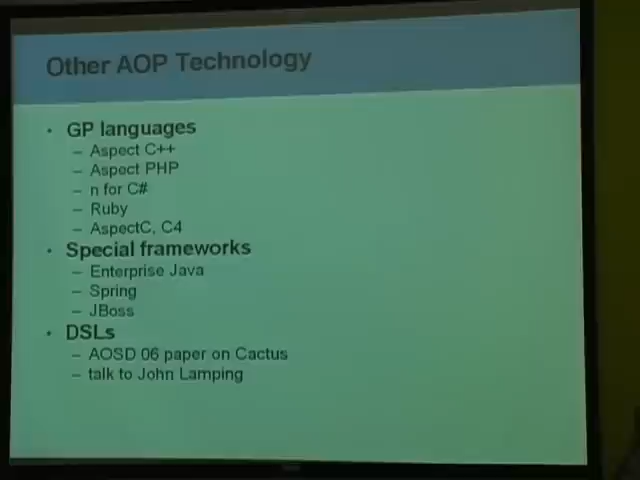 Other AOP Technology
• GP languages
– Aspect C++
– Aspect PHP
– n for C#
– Ruby
– AspectC, C4
• Special frameworks
– Enterprise Java
– Spring
– JBoss
• DSLs
– AOSD 06 paper on Cactus
– talk to John Lamping